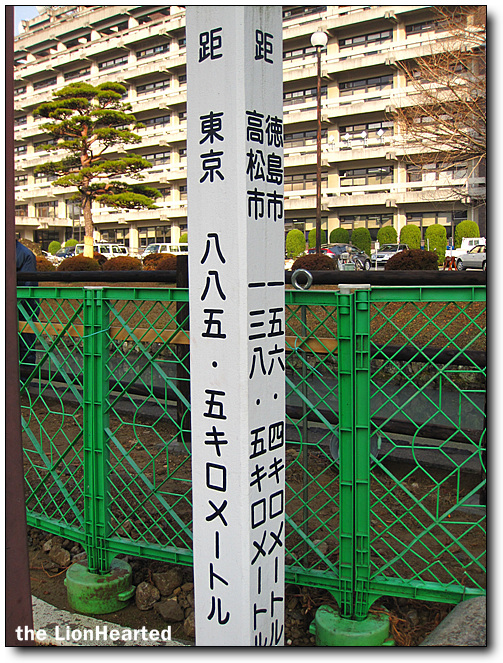 距
徳島市 一五六・四キロメートル
高松市 一三八・五キロメートル
距 東京 八八五・五キロメートル
the LionHearted